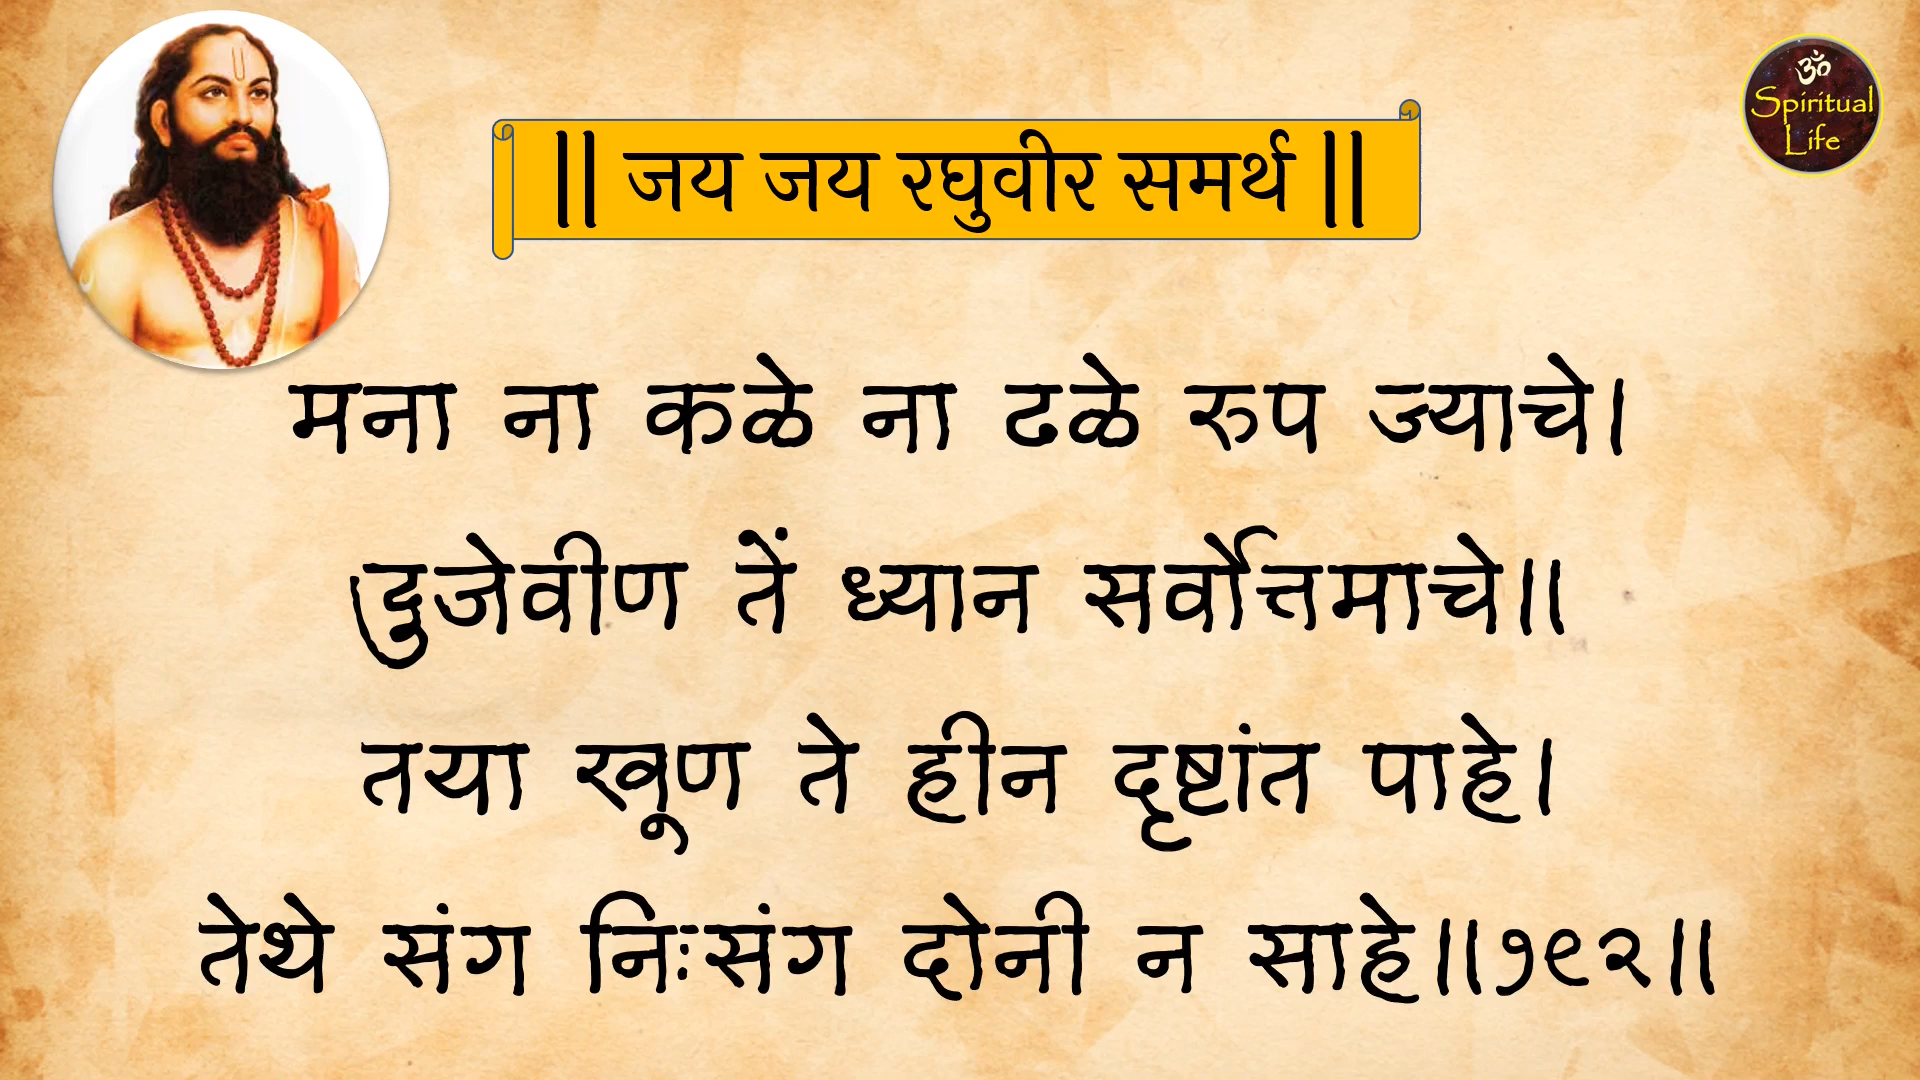 ॐ
Spiritual
Life
|| जय जय रघुवीर समर्थ ||
मना ना कळे ना ढळे रुप ज्याचे।
दुजेवीण तें ध्यान सर्वोत्तमाचे॥
तया खूण ते हीन दृष्टांत पाहे।
तेथे संग निःसंग दोनी न साहे॥१९२॥